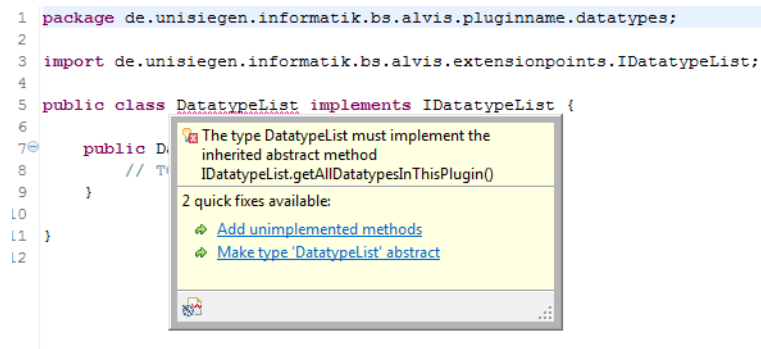 1 package de.unisiegen.informatik.bs.alvis.pluginname.datatypes;
2
3 import de.unisiegen.informatik.bs.alvis.extensionpoints.IDatatypeList;
4
5 public class DatatypeList implements IDatatypeList {
6
7 public D
8 // T
9 }
10
11 }
12
The type DatatypeList must implement the
inherited abstract method
IDatatypeList.getAllDatatypesInThisPlugin()
2 quick fixes available:
Add unimplemented methods
Make type 'DatatypeList' abstract